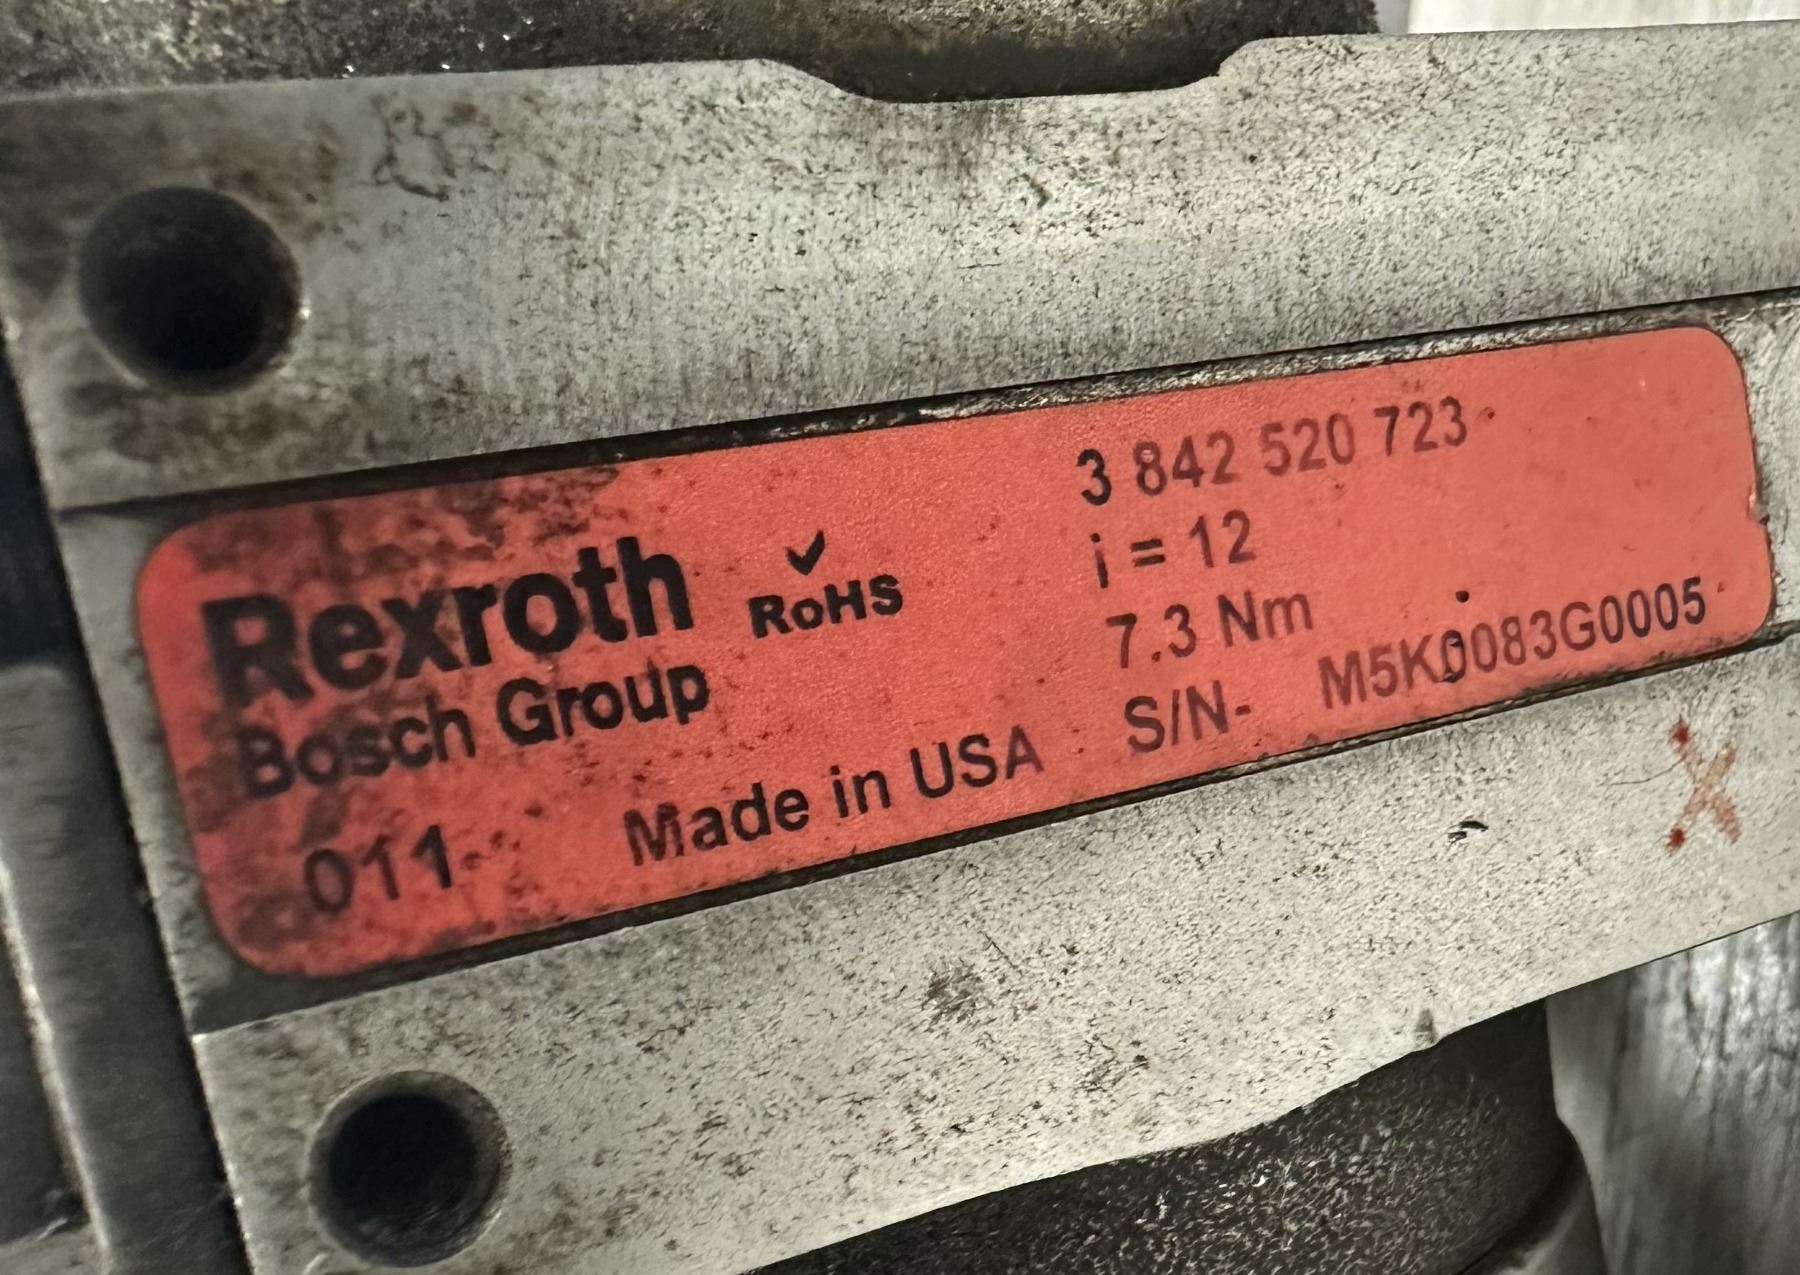 Rexroth
Bosch Group
✓
RoHS
3 842 520 723
i = 12
7.3 Nm
011 Made in USA S/N- M5K0083G0005
X